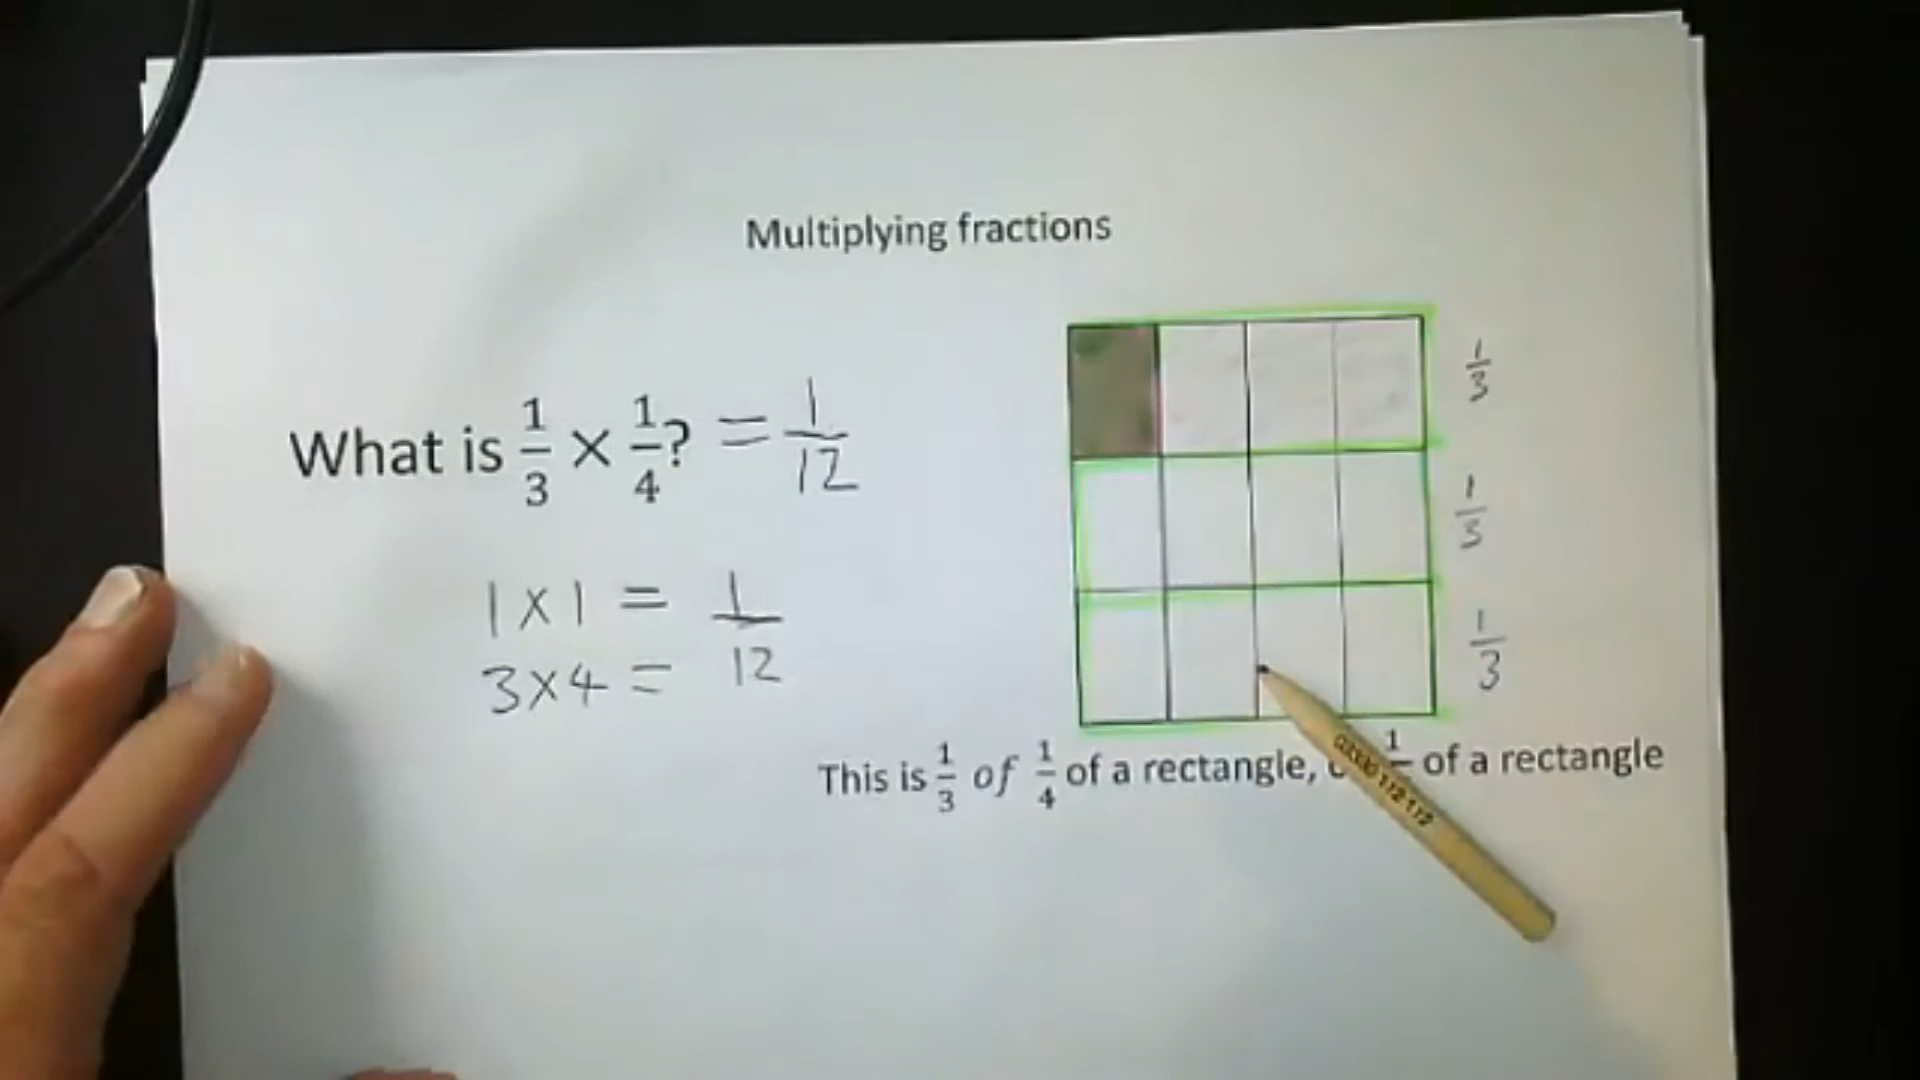 Multiplying fractions
What is 1/3 × 1/4? = 1/12
1 x 1 = 1
3 x 4 = 12
1/3
1/3
1/3
This is 1/3 of 1/4 of a rectangle, 1 of a rectangle